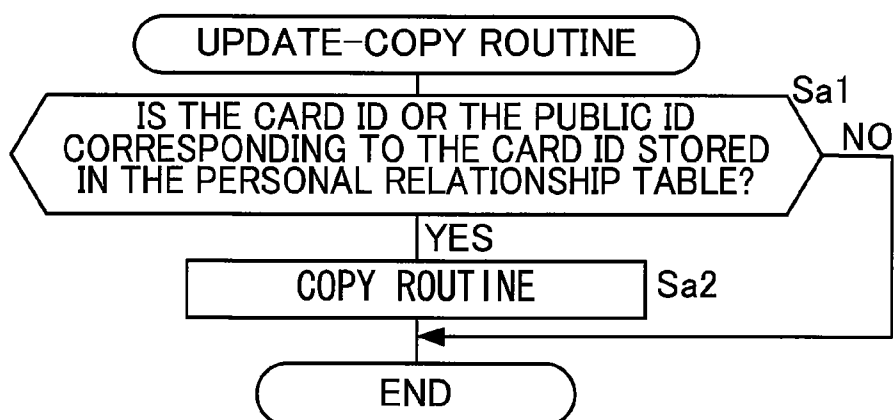 UPDATE-COPY ROUTINE
Sa1
IS THE CARD ID OR THE PUBLIC ID
CORRESPONDING TO THE CARD ID STORED
IN THE PERSONAL RELATIONSHIP TABLE?
NO
YES
COPY ROUTINE
Sa2
END